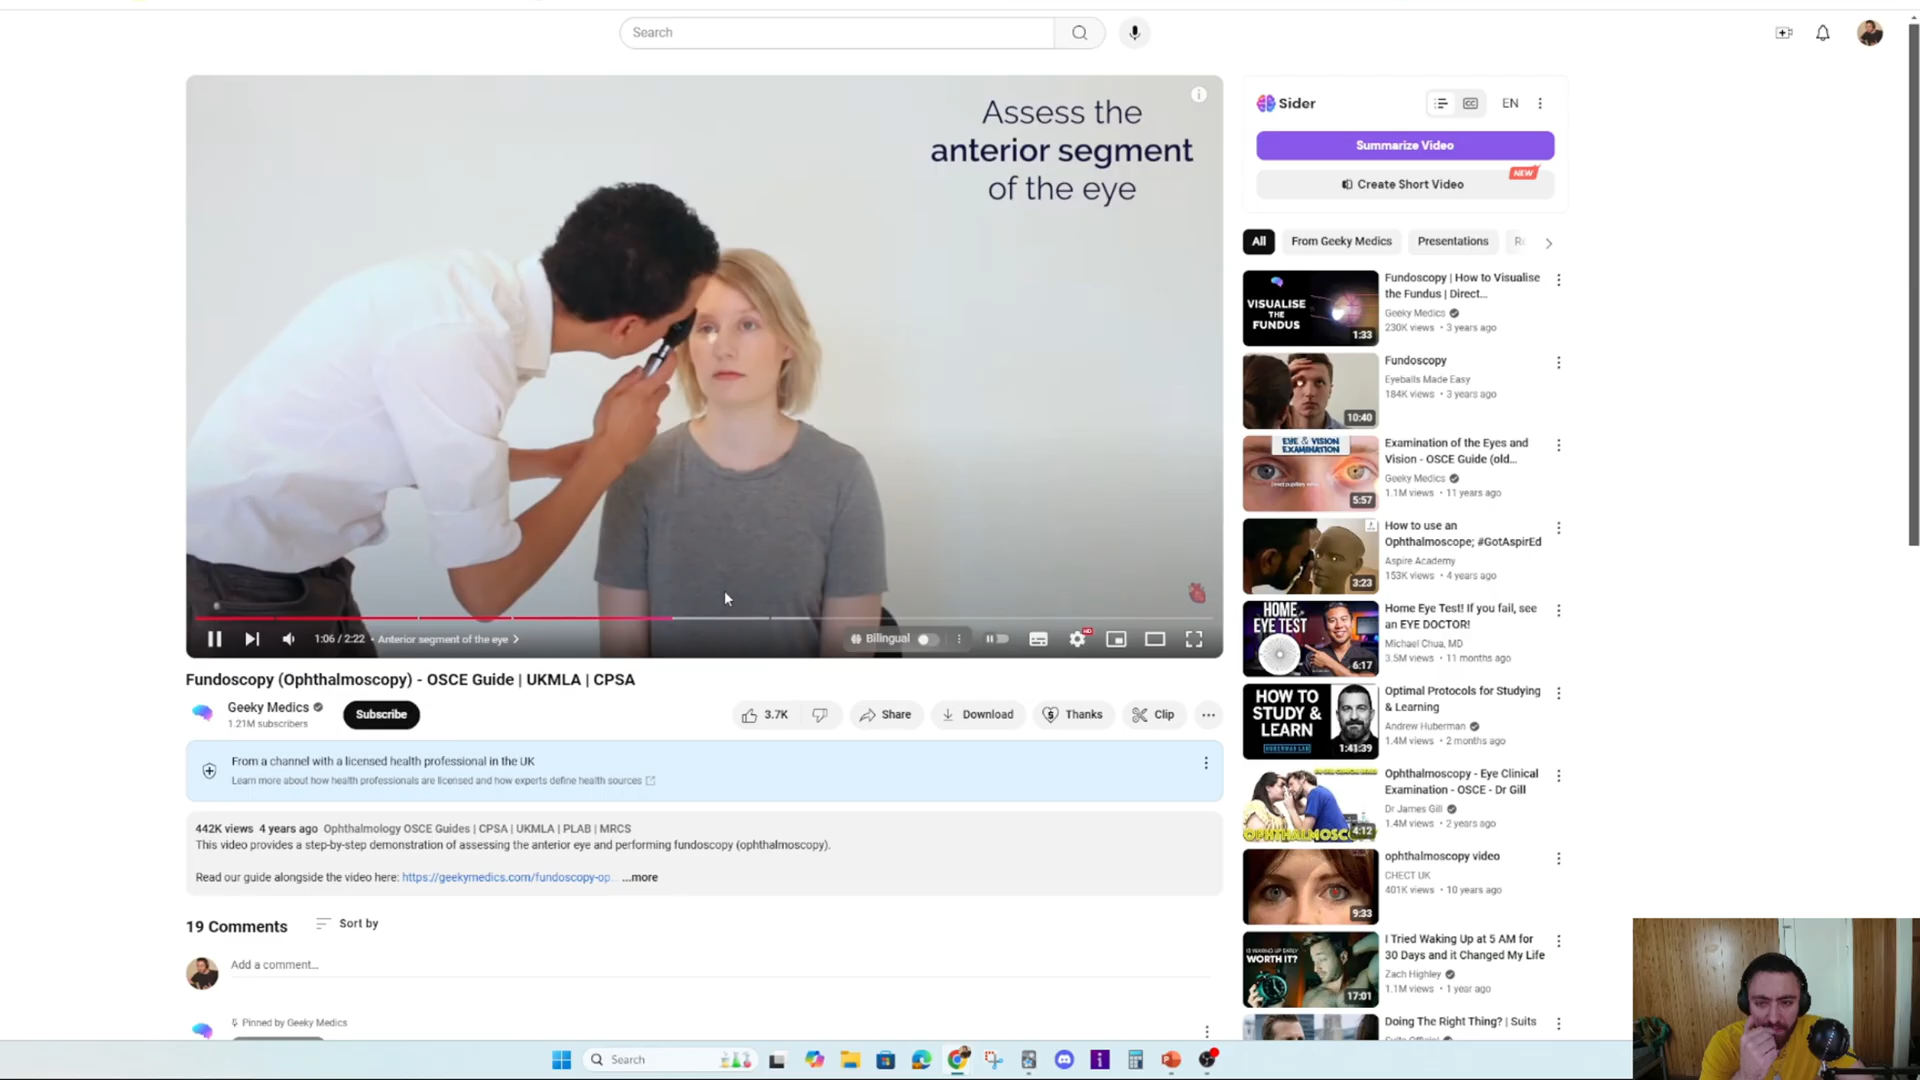 Search
Assess the
anterior segment
of the eye
1:06 / 2:22 • Anterior segment of the eye
Bilingual
HD
Fundoscopy (Ophthalmoscopy) - OSCE Guide | UKMLA | CPSA
Geeky Medics
1.21M subscribers
Subscribe
3.7K
Share
Download
Thanks
Clip
From a channel with a licensed health professional in the UK
Learn more about how health professionals are licensed and how experts define health sources
442K views 4 years ago Ophthalmology OSCE Guides | CPSA | UKMLA | PLAB | MRCS
This video provides a step-by-step demonstration of assessing the anterior eye and performing fundoscopy (ophthalmoscopy).
Read our guide alongside the video here: https://geekymedics.com/fundoscopy-op... ...more
19 Comments
Sort by
Add a comment...
Pinned by Geeky Medics
Sider
CC
EN
Summarize Video
NEW
Create Short Video
All
From Geeky Medics
Presentations
VISUALISE
THE
FUNDUS
1:33
Fundoscopy | How to Visualise
the Fundus | Direct...
Geeky Medics
230K views • 3 years ago
10:40
Fundoscopy
Eyeballs Made Easy
184K views • 3 years ago
EYE & VISION
EXAMINATION
5:57
Examination of the Eyes and
Vision - OSCE Guide (old...
Geeky Medics
1.1M views • 11 years ago
3:23
How to use an
Ophthalmoscope; #GotAspirEd
Aspire Academy
153K views • 4 years ago
HOME
EYE TEST
6:17
Home Eye Test! If you fail, see
an EYE DOCTOR!
Michael Chua, MD
3.5M views • 11 months ago
HOW TO
STUDY &
LEARN
HUBERMAN LAB
1:41:39
Optimal Protocols for Studying
& Learning
Andrew Huberman
1.4M views • 2 months ago
OPHTHALMOSC
4:12
Ophthalmoscopy - Eye Clinical
Examination - OSCE - Dr Gill
Dr James Gill
1.4M views • 2 years ago
9:33
ophthalmoscopy video
CHECT UK
401K views • 10 years ago
IS WAKING UP EARLY
WORTH IT?
17:01
I Tried Waking Up at 5 AM for
30 Days and it Changed My Life
Zach Highley
1.1M views • 1 year ago
Doing The Right Thing? | Suits
Search